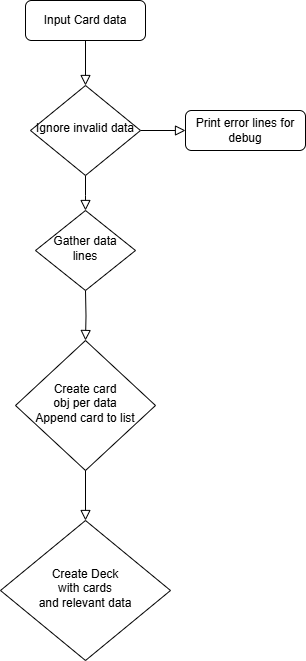 Input Card data
Ignore invalid data
Print error lines for
debug
Gather data
lines
Create card
obj per data
Append card to list
Create Deck
with cards
and relevant data